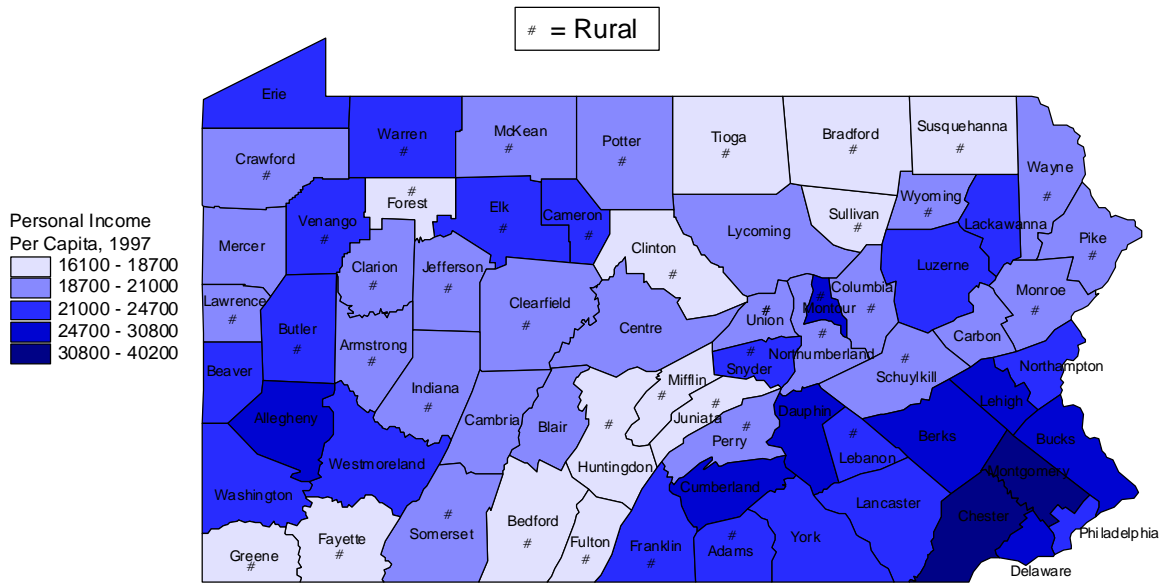 # = Rural
Erie
Warren
#
McKean
#
Potter
#
Tioga
#
Bradford
#
Susquehanna
#
Crawford
#
Wayne
#
Forest
#
Wyoming
#
Venango
#
Elk
#
Cameron
#
Sullivan
#
Lackawanna
Personal Income
Per Capita, 1997
16100 - 18700
18700 - 21000
21000 - 24700
24700 - 30800
30800 - 40200
Mercer
Clarion
#
Jefferson
#
Clinton
#
Lycoming
Pike
#
Luzerne
Lawrence
#
Butler
#
Clearfield
#
Centre
Union
#
Montour
#
Columbia
#
Monroe
#
Carbon
Armstrong
#
Northumberland
#
Beaver
Indiana
#
Snyder
#
Schuylkill
#
Northampton
Mifflin
#
Juniata
#
Lehigh
Allegheny
Cambria
Blair
#
Huntingdon
Perry
#
Dauphin
Lebanon
#
Berks
Bucks
Westmoreland
Montgomery
Washington
Cumberland
Lancaster
Chester
Greene
#
Fayette
#
Somerset
#
Bedford
#
Fulton
#
Franklin
#
Adams
#
York
Philadelphia
Delaware